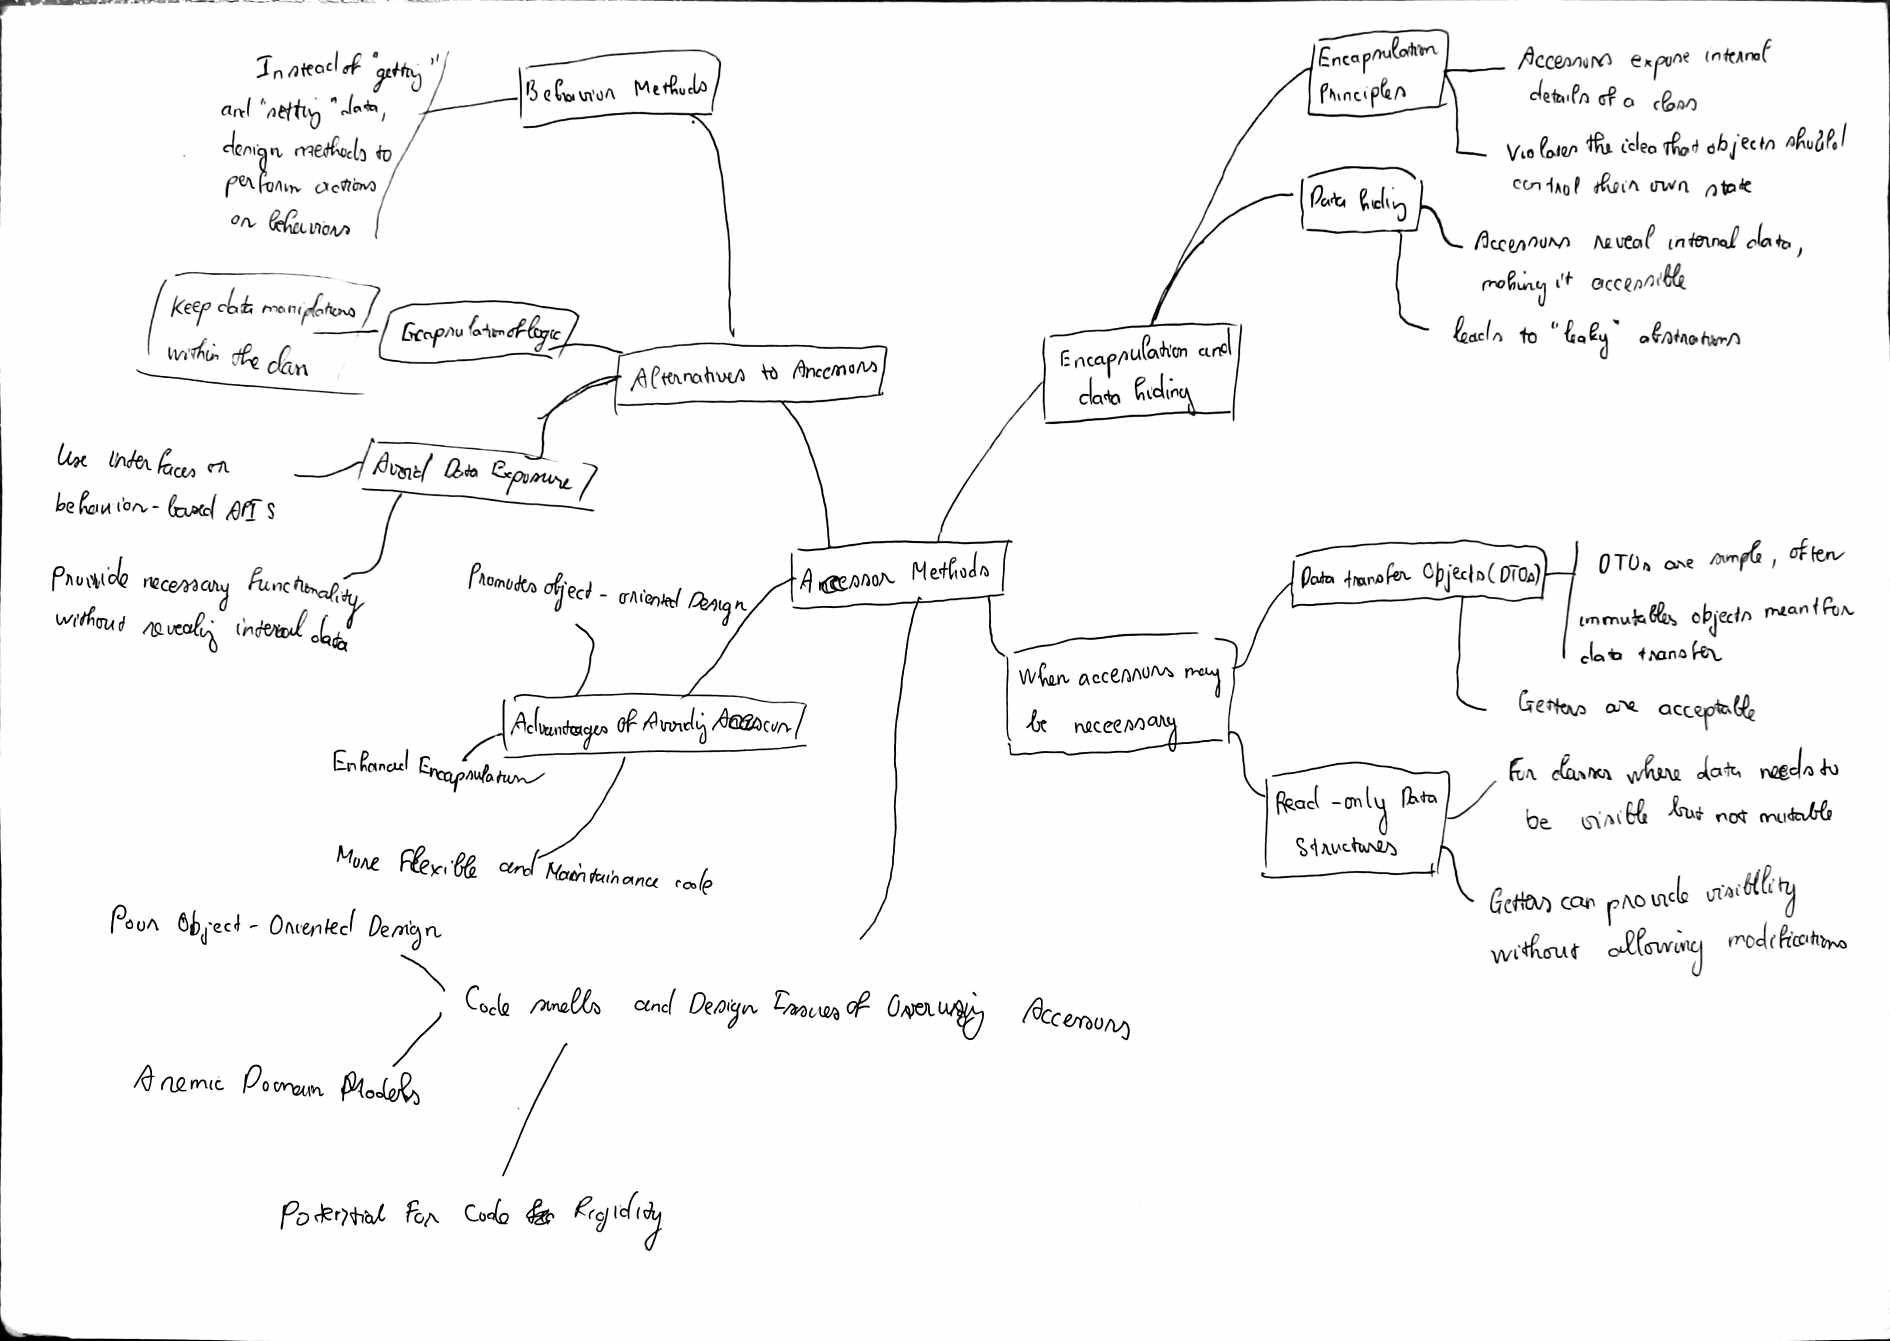 Instead of "getting"
and "setting" data,
design methods to
perform actions
or behaviors
Behavior Methods
Keep data maniplations
within the class
Encapsulation of logic
Alternatives to Accessors
Use interfaces or
behavior-based APIS
Avoid Data Exposure
Provide necessary functionality
without revealing internal data
Encapsulation
Principles
Accessors expose internal
details of a class
Violates the idea that objects should
control their own state
Data hiding
Accessors reveal internal data,
making it accessible
leads to "leaky" abstractions
Encapsulation and
data hiding
Accessor Methods
Promotes object-oriented Design
Advantages of Avoiding Accessors
Enhanced Encapsulation
More Flexible and Maintainance code
When accessors may
be necessary
Data transfer Objects (DTOs)
DTOs are simple, often
immutables objects meant for
data transfer
Getters are acceptable
Read-only Data
Structures
For classes where data needs to
be visible but not mutable
Getters can provide visibility
without allowing modifications
Poor Object-Oriented Design
Code smells and Design Issues of Overusing Accessors
Anemic Domain Models
Potential For Code Rigidity